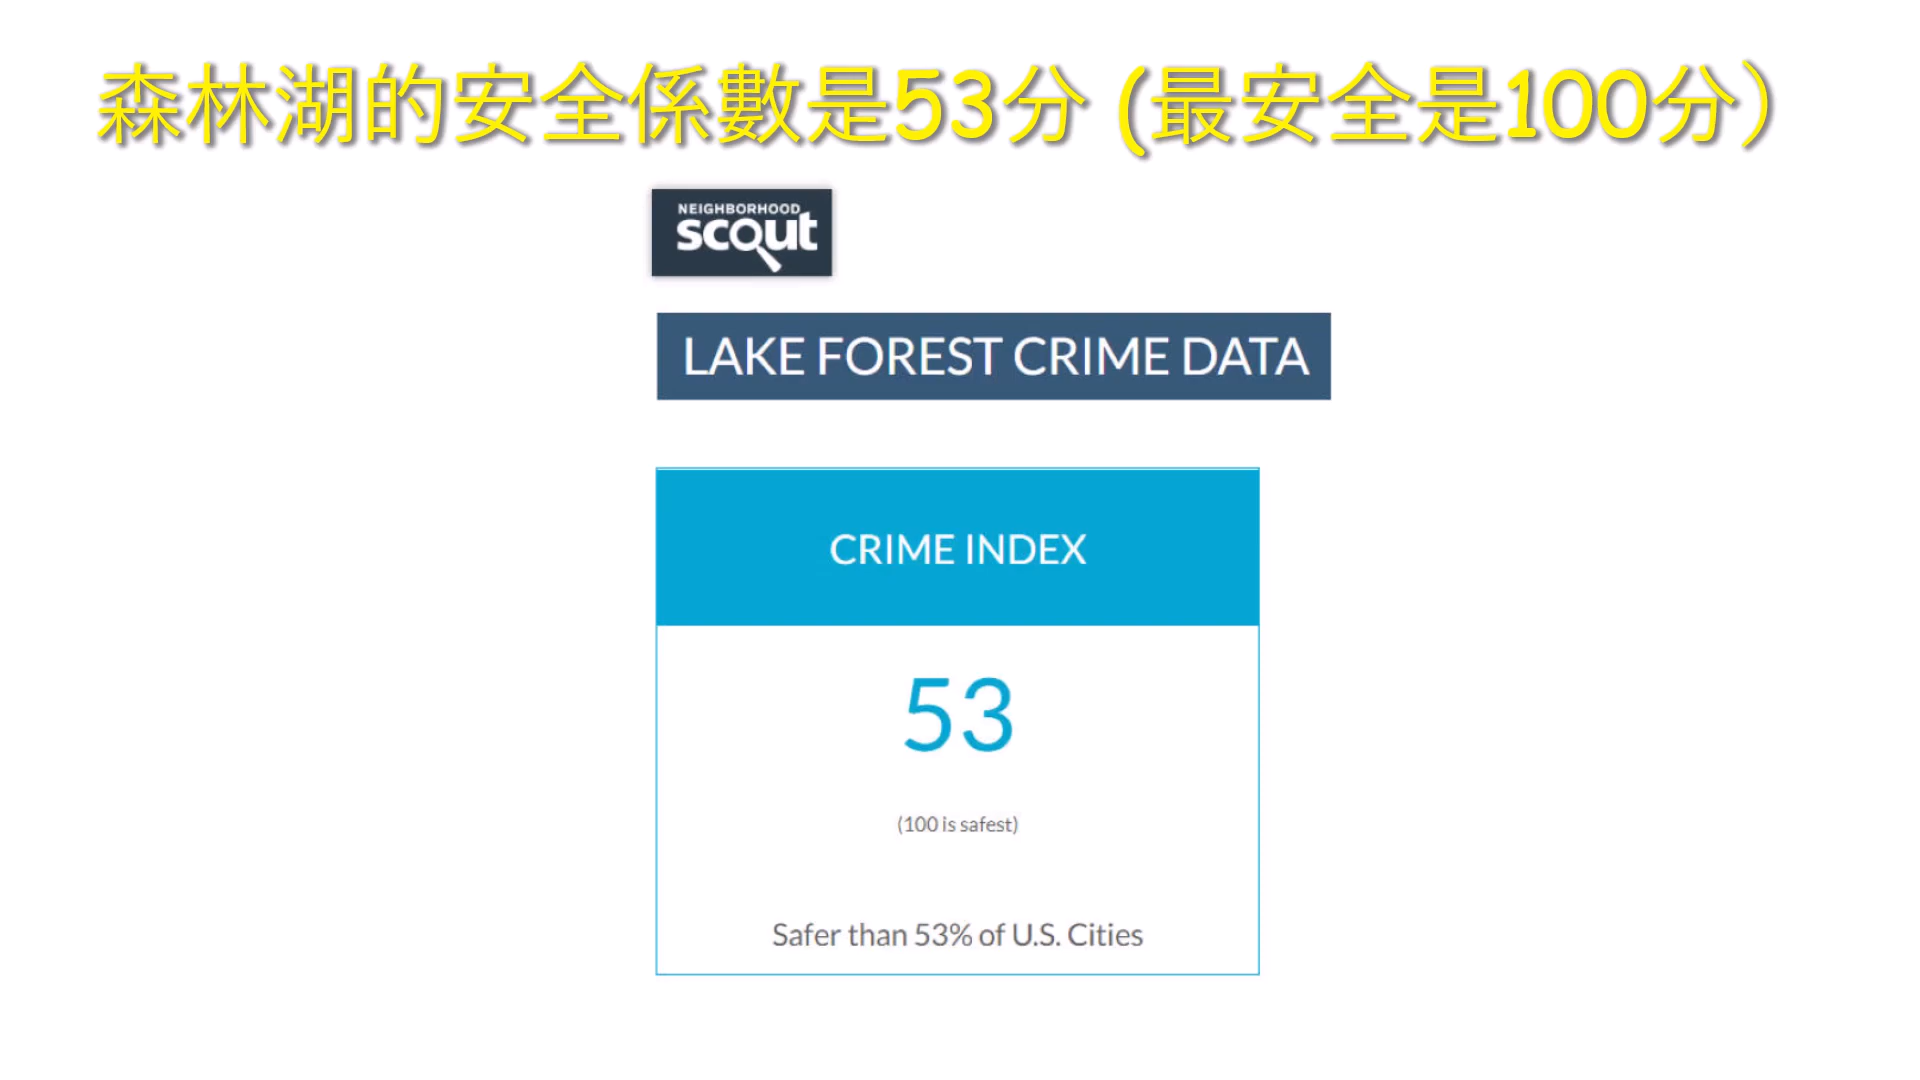 森林湖的安全係數是53分 (最安全是100分）
NEIGHBORHOOD
scout
LAKE FOREST CRIME DATA
CRIME INDEX
53
(100 is safest)
Safer than 53% of U.S. Cities